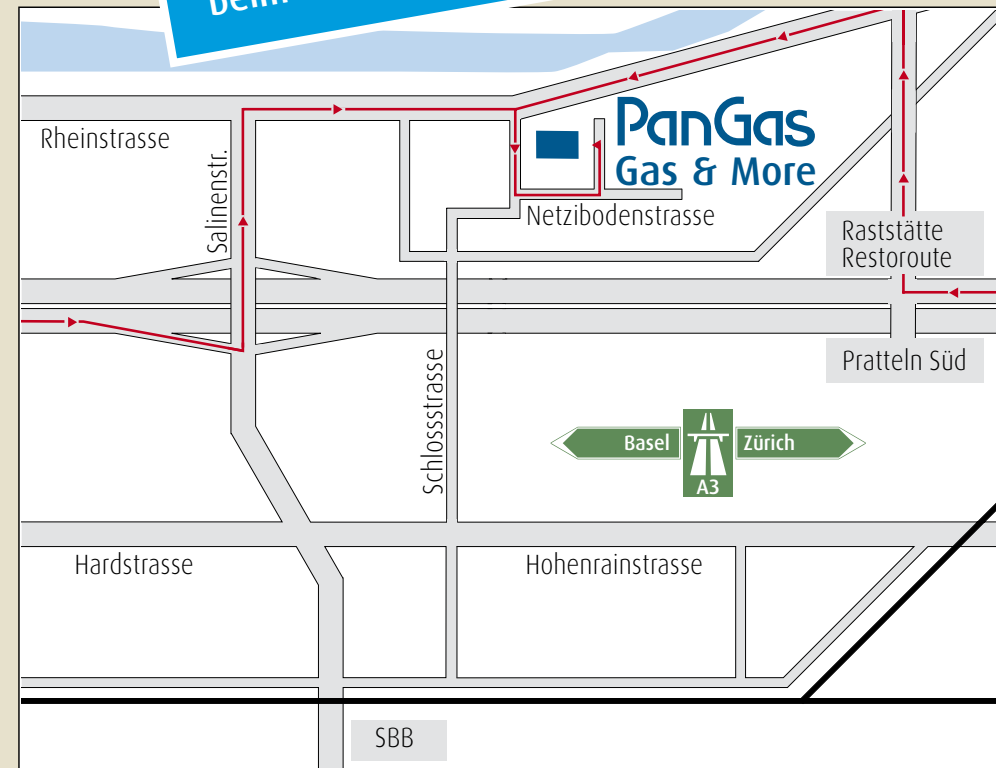 Rheinstrasse
Salinenstr.
PanGas
Gas & More
Netzibodenstrasse
Raststätte
Restoroute
Pratteln Süd
Schlossstrasse
Basel
Zürich
A3
Hardstrasse
Hohenrainstrasse
SBB